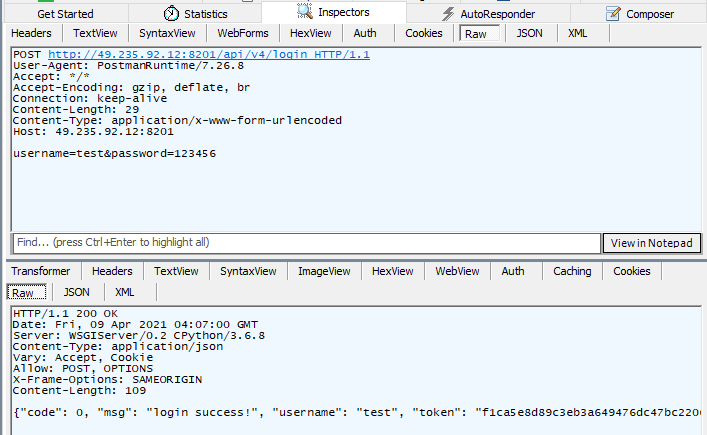 Get Started Statistics Inspectors AutoResponder Composer
Headers TextView SyntaxView WebForms HexView Auth Cookies Raw JSON XML
POST http://49.235.92.12:8201/api/v4/login HTTP/1.1
User-Agent: PostmanRuntime/7.26.8
Accept: */*
Accept-Encoding: gzip, deflate, br
Connection: keep-alive
Content-Length: 29
Content-Type: application/x-www-form-urlencoded
Host: 49.235.92.12:8201
username=test&password=123456
Find... (press Ctrl+Enter to highlight all) View in Notepad
Transformer Headers TextView SyntaxView ImageView HexView WebView Auth Caching Cookies
Raw JSON XML
HTTP/1.1 200 OK
Date: Fri, 09 Apr 2021 04:07:00 GMT
Server: WSGIServer/0.2 CPython/3.6.8
Content-Type: application/json
Vary: Accept, Cookie
Allow: POST, OPTIONS
X-Frame-Options: SAMEORIGIN
Content-Length: 109
{"code": 0, "msg": "login success!", "username": "test", "token": "f1ca5e8d89c3eb3a649476dc47bc220